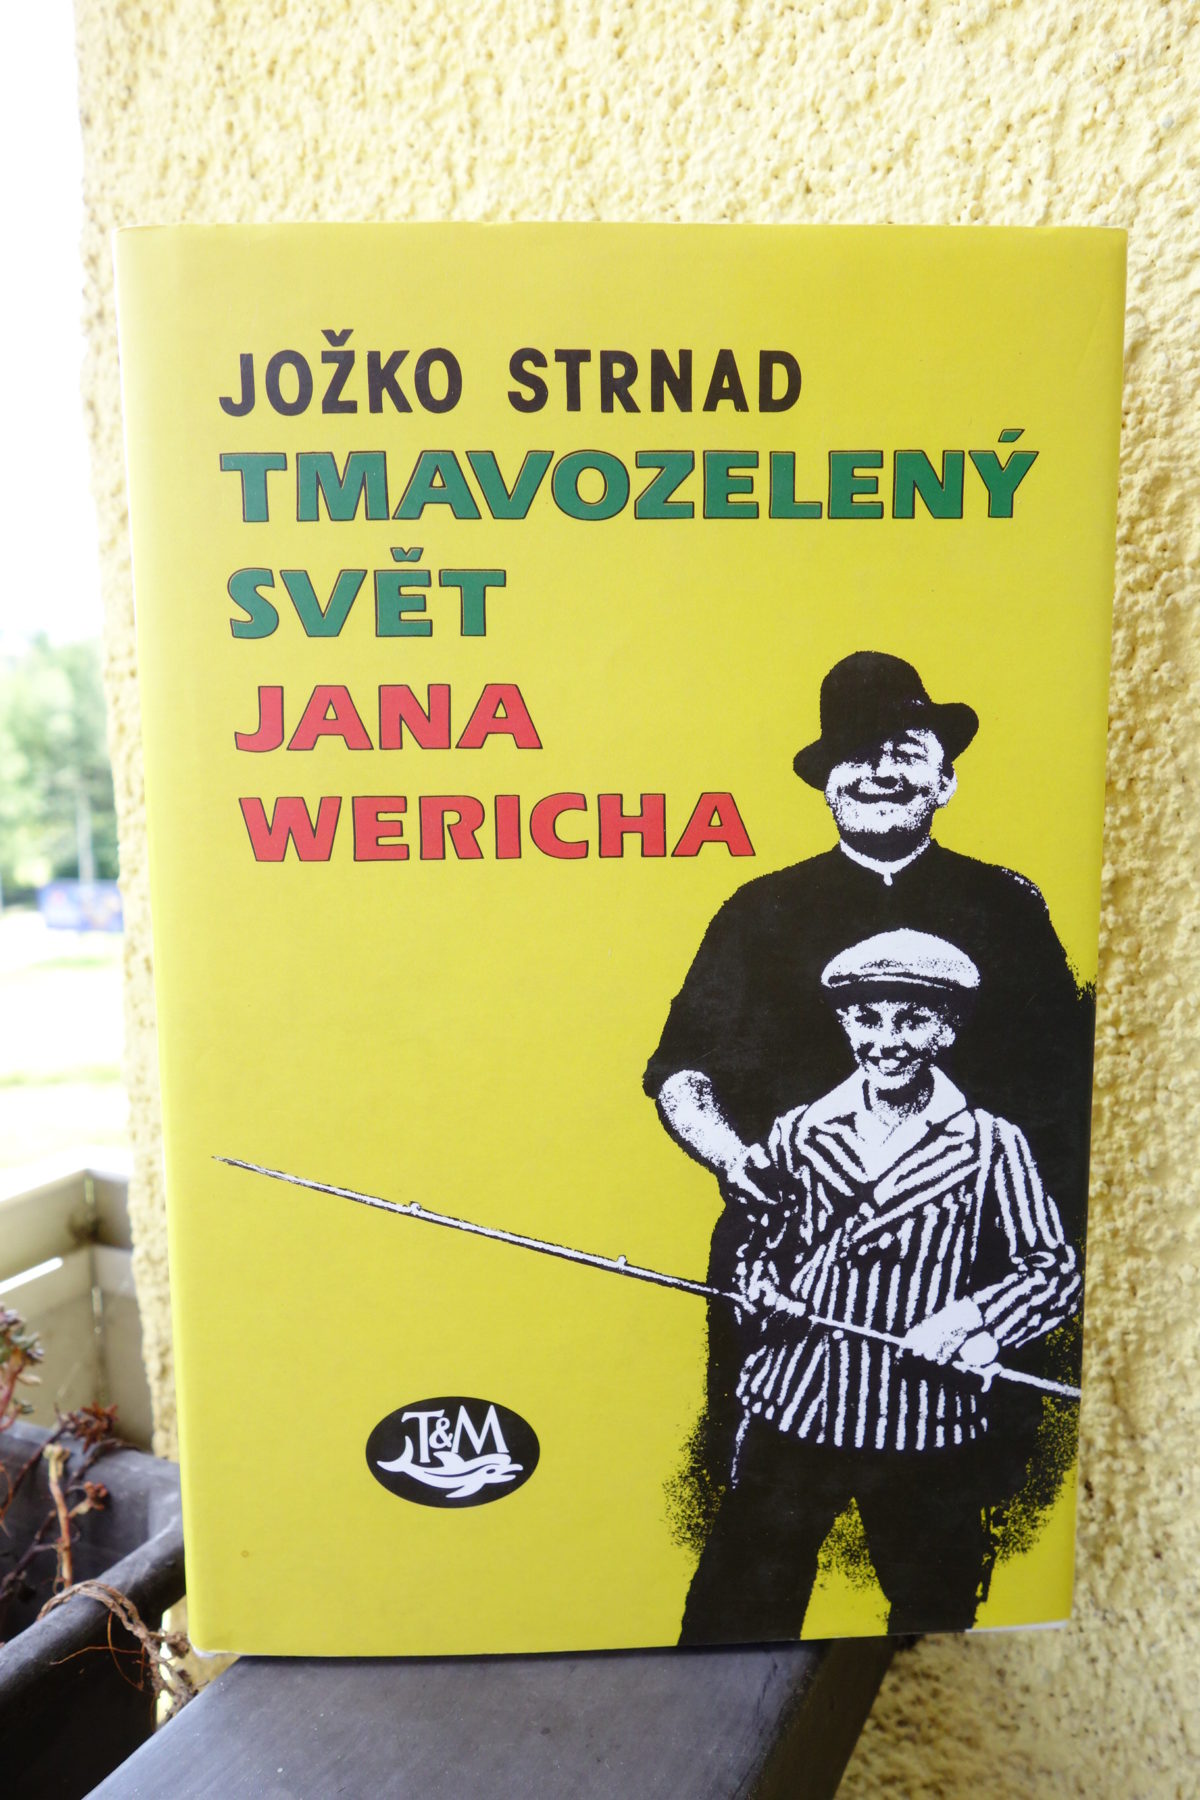 JOŽKO STRNAD
TMAVOZELENÝ
SVĚT
JANA
WERICHA
T&M